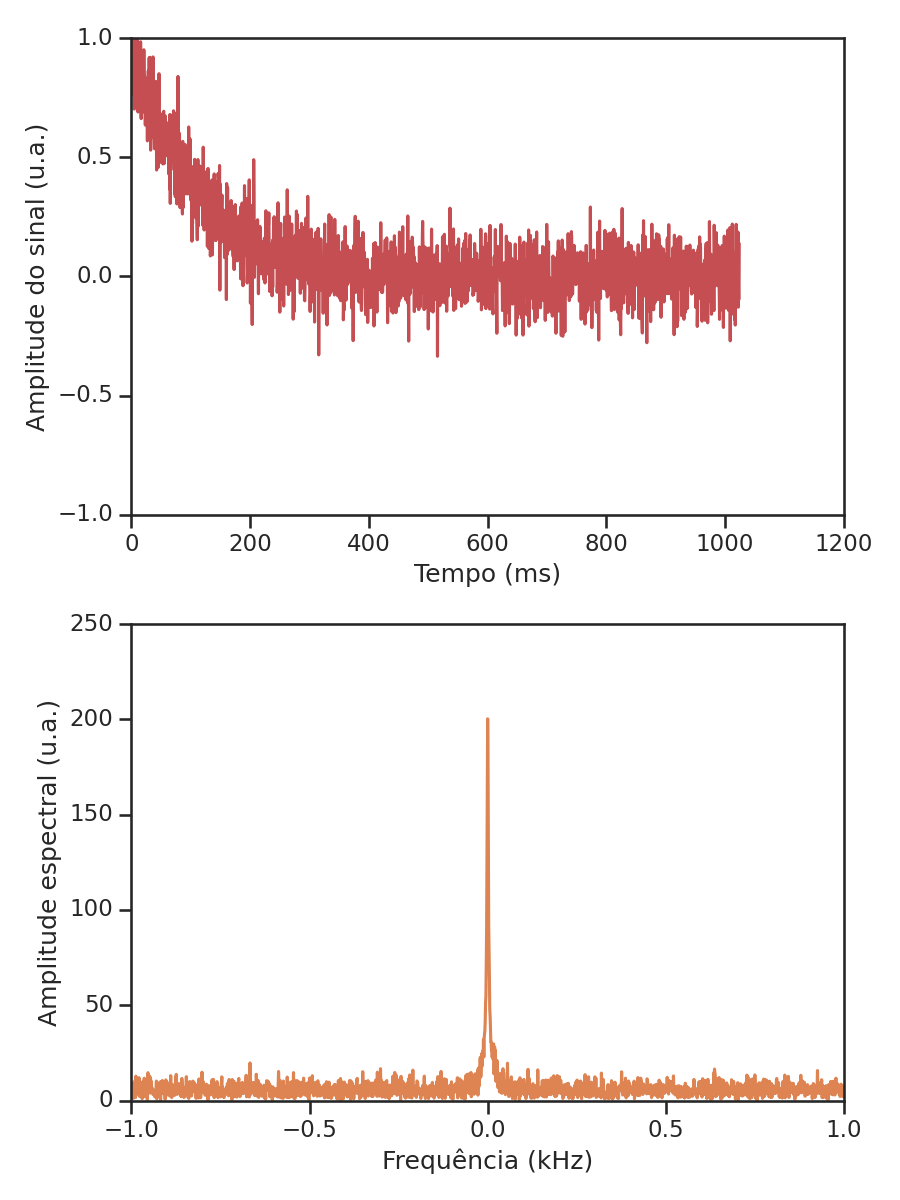 1.0
0.5
0.0
−0.5
−1.0
Amplitude do sinal (u.a.)
0 200 400 600 800 1000 1200
Tempo (ms)
250
200
150
100
50
0
Amplitude espectral (u.a.)
−1.0 −0.5 0.0 0.5 1.0
Frequência (kHz)